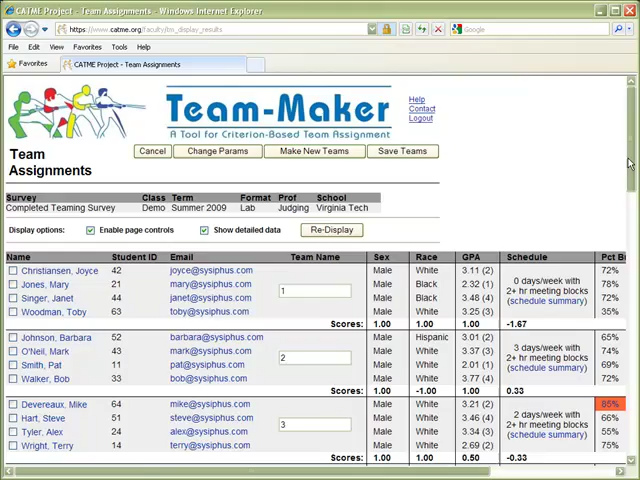 CATME Project - Team Assignments - Windows Internet Explorer
https://www.catme.org/faculty/tm_display_results
Google
File Edit View Favorites Tools Help
Favorites CATME Project - Team Assignments
Team-Maker
A Tool for Criterion-Based Team Assignment
Help
Contact
Logout
Team
Assignments
Cancel Change Params Make New Teams Save Teams
Survey Class Term Format Prof School
Completed Teaming Survey Demo Summer 2009 Lab Judging Virginia Tech
Display options: Enable page controls Show detailed data Re-Display
Name Student ID Email Team Name Sex Race GPA Schedule Pct
Christiansen, Joyce 42 joyce@sysiphus.com Male White 3.11 (2) 72%
Jones, Mary 21 mary@sysiphus.com Male Black 2.32 (1) 78%
Singer, Janet 44 janet@sysiphus.com Male Black 3.48 (4) 72%
Woodman, Toby 63 toby@sysiphus.com Male White 3.25 (3) 35%
1
0 days/week with
2+ hr meeting blocks
(schedule summary)
Scores: 1.00 1.00 1.00 -1.67
Johnson, Barbara 52 barbara@sysiphus.com Male Hispanic 3.01 (2) 65%
O'Neil, Mark 43 mark@sysiphus.com Male White 3.37 (3) 74%
Smith, Pat 11 pat@sysiphus.com Male White 2.01 (1) 69%
Walker, Bob 33 bob@sysiphus.com Male White 3.77 (4) 72%
2
3 days/week with
2+ hr meeting blocks
(schedule summary)
Scores: 1.00 -1.00 1.00 0.33
Devereaux, Mike 64 mike@sysiphus.com Male White 3.21 (2) 85%
Hart, Steve 51 steve@sysiphus.com Male White 3.46 (4) 66%
Tyler, Alex 24 alex@sysiphus.com Male White 3.34 (3) 55%
Wright, Terry 14 terry@sysiphus.com Male White 2.69 (2) 75%
3
2 days/week with
2+ hr meeting blocks
(schedule summary)
Scores: 1.00 1.00 0.50 -0.33